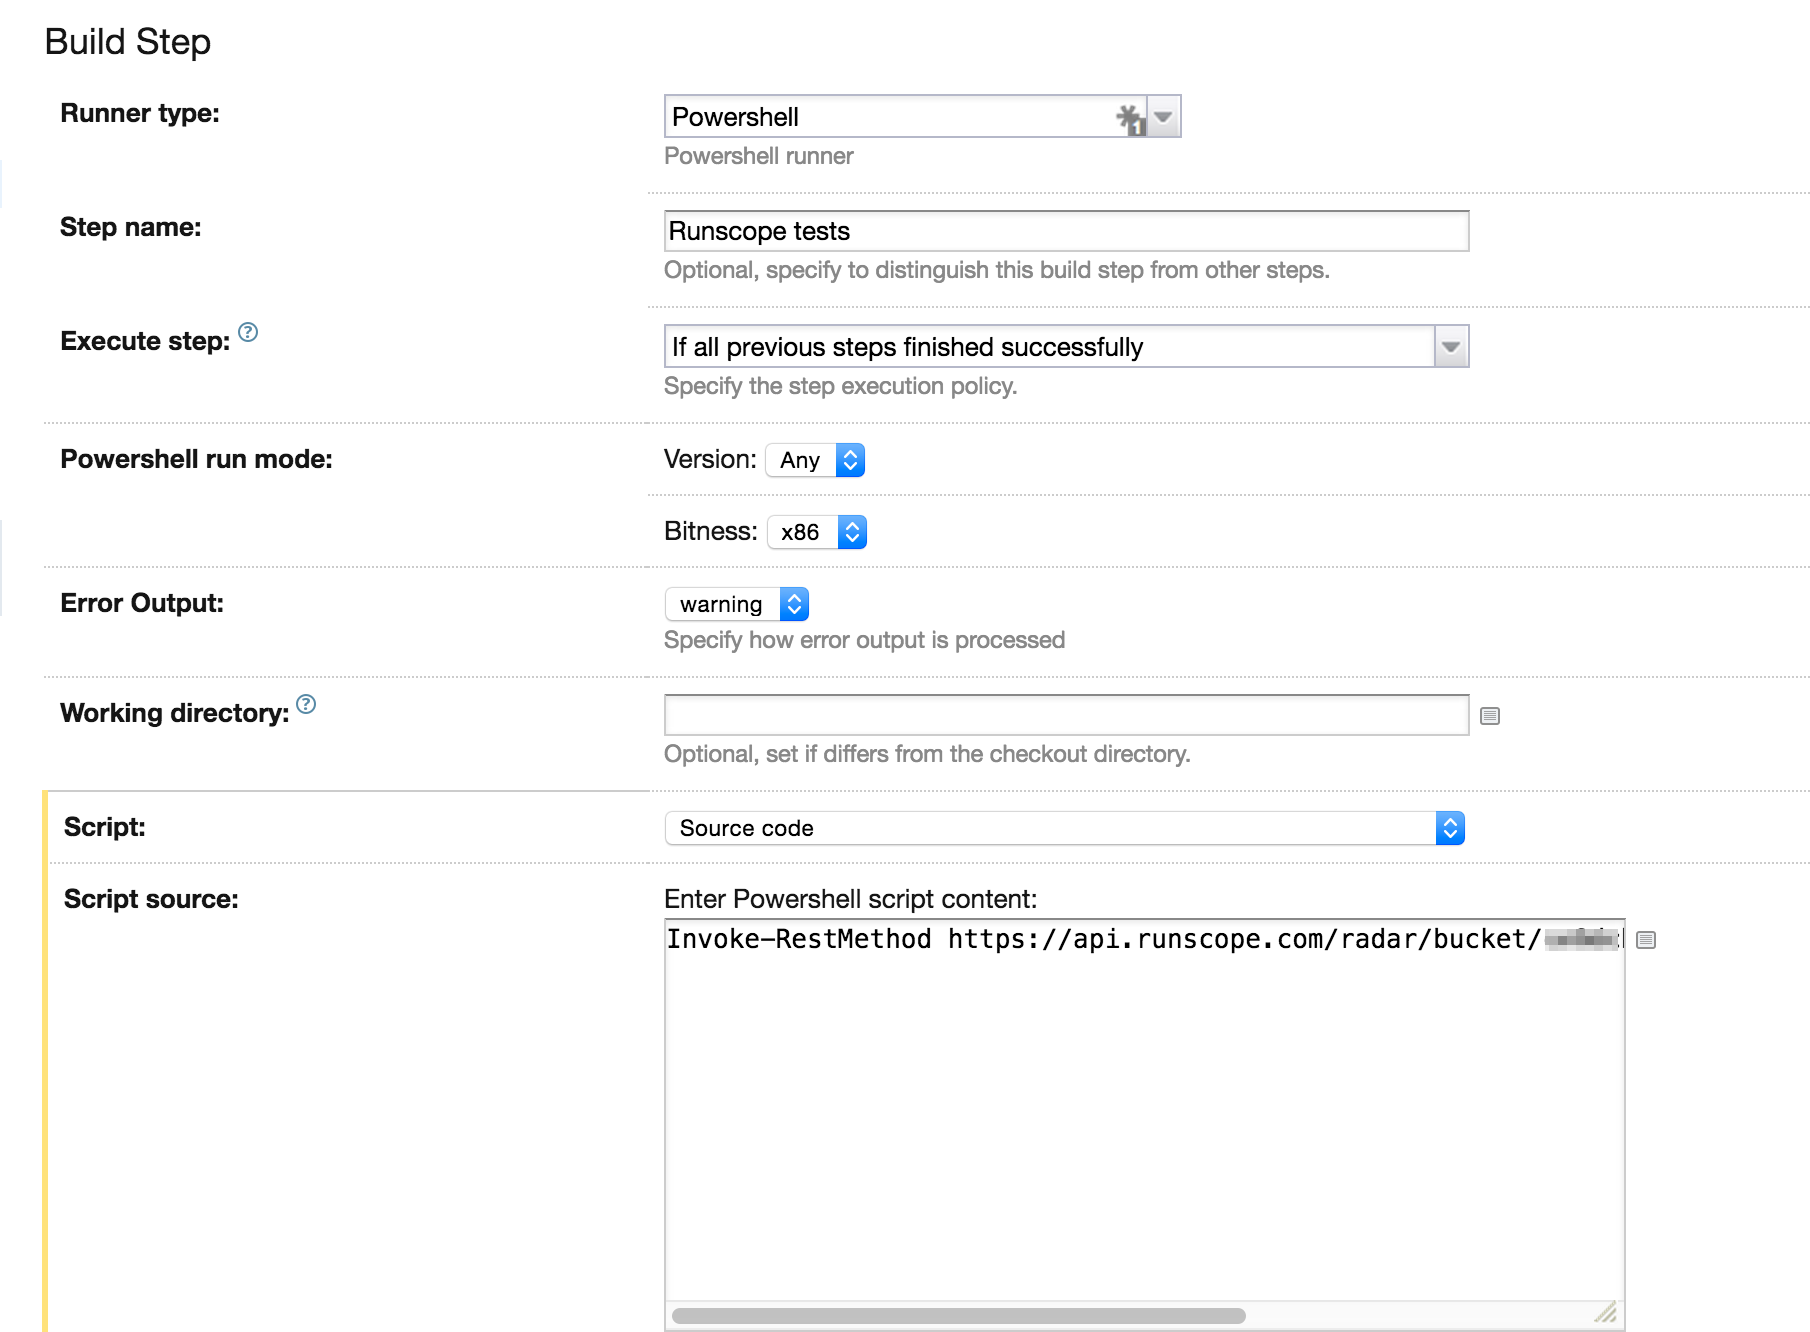 Build Step
Runner type:
Powershell
Powershell runner
Step name:
Runscope tests
Optional, specify to distinguish this build step from other steps.
Execute step: ?
If all previous steps finished successfully
Specify the step execution policy.
Powershell run mode:
Version: Any
Bitness: x86
Error Output:
warning
Specify how error output is processed
Working directory: ?
Optional, set if differs from the checkout directory.
Script:
Source code
Script source:
Enter Powershell script content:
Invoke-RestMethod https://api.runscope.com/radar/bucket/